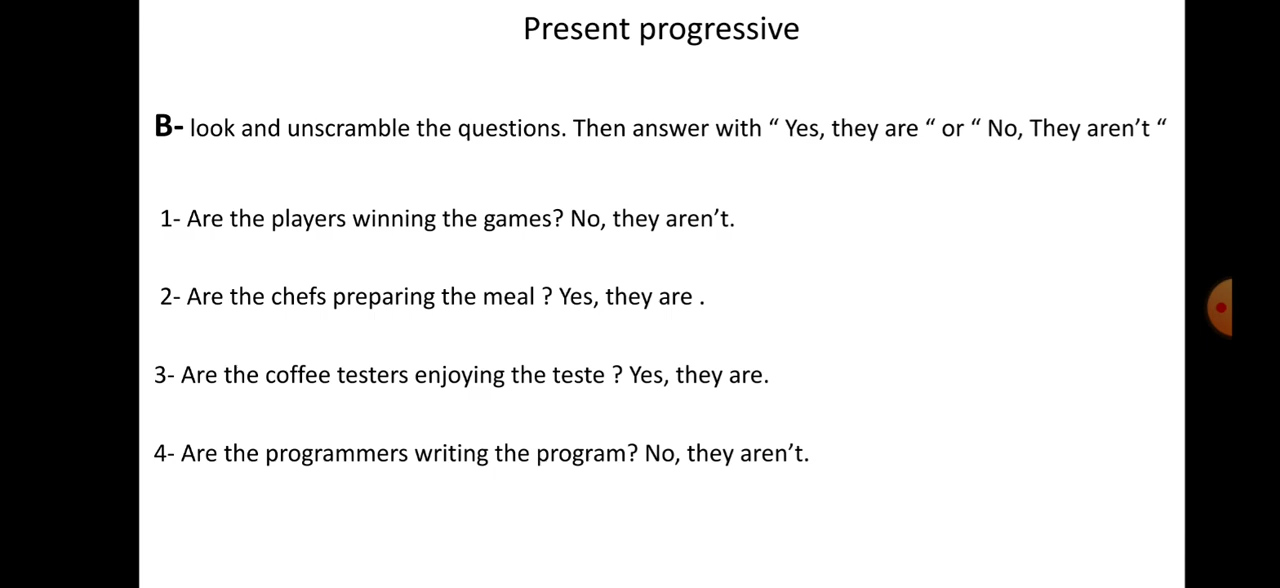 Present progressive
B- look and unscramble the questions. Then answer with “ Yes, they are “ or “ No, They aren’t “
1- Are the players winning the games? No, they aren’t.
2- Are the chefs preparing the meal ? Yes, they are .
3- Are the coffee testers enjoying the teste ? Yes, they are.
4- Are the programmers writing the program? No, they aren’t.